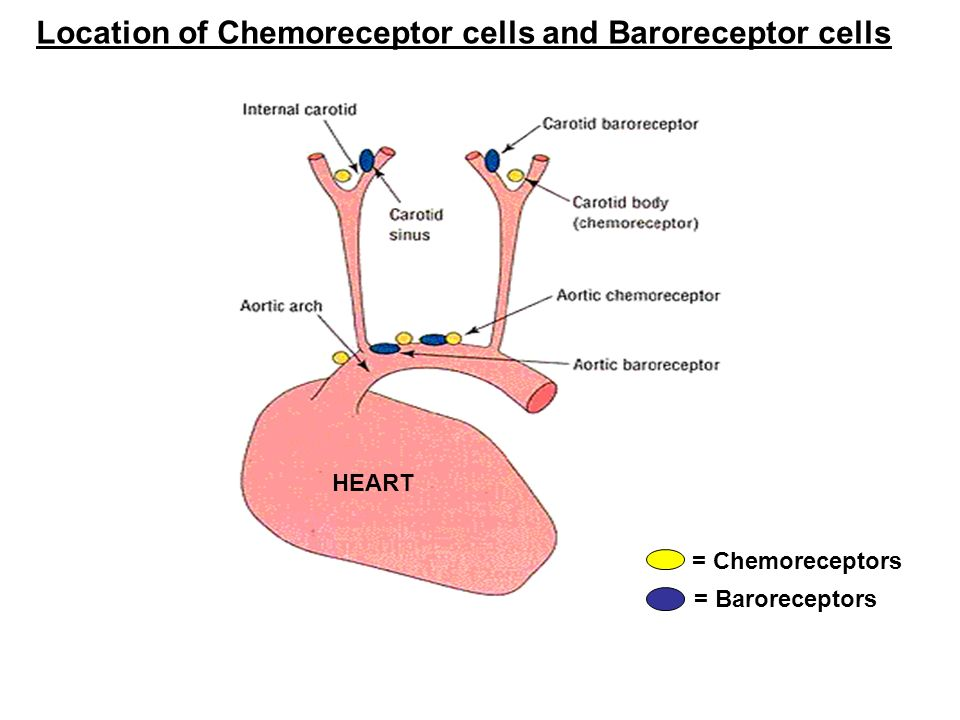 Location of Chemoreceptor cells and Baroreceptor cells
Internal carotid
Carotid baroreceptor
Carotid
sinus
Carotid body
(chemoreceptor)
Aortic arch
Aortic chemoreceptor
Aortic baroreceptor
HEART
= Chemoreceptors
= Baroreceptors